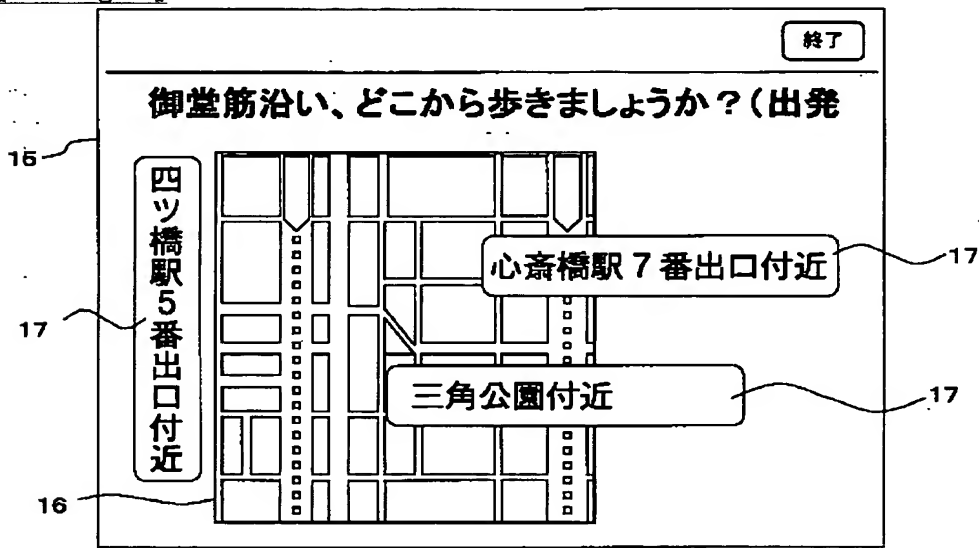 終了
御堂筋沿い、どこから歩きましょうか？(出発
15
四ツ橋駅5番出口付近
心斎橋駅7番出口付近
17
17
三角公園付近
17
16